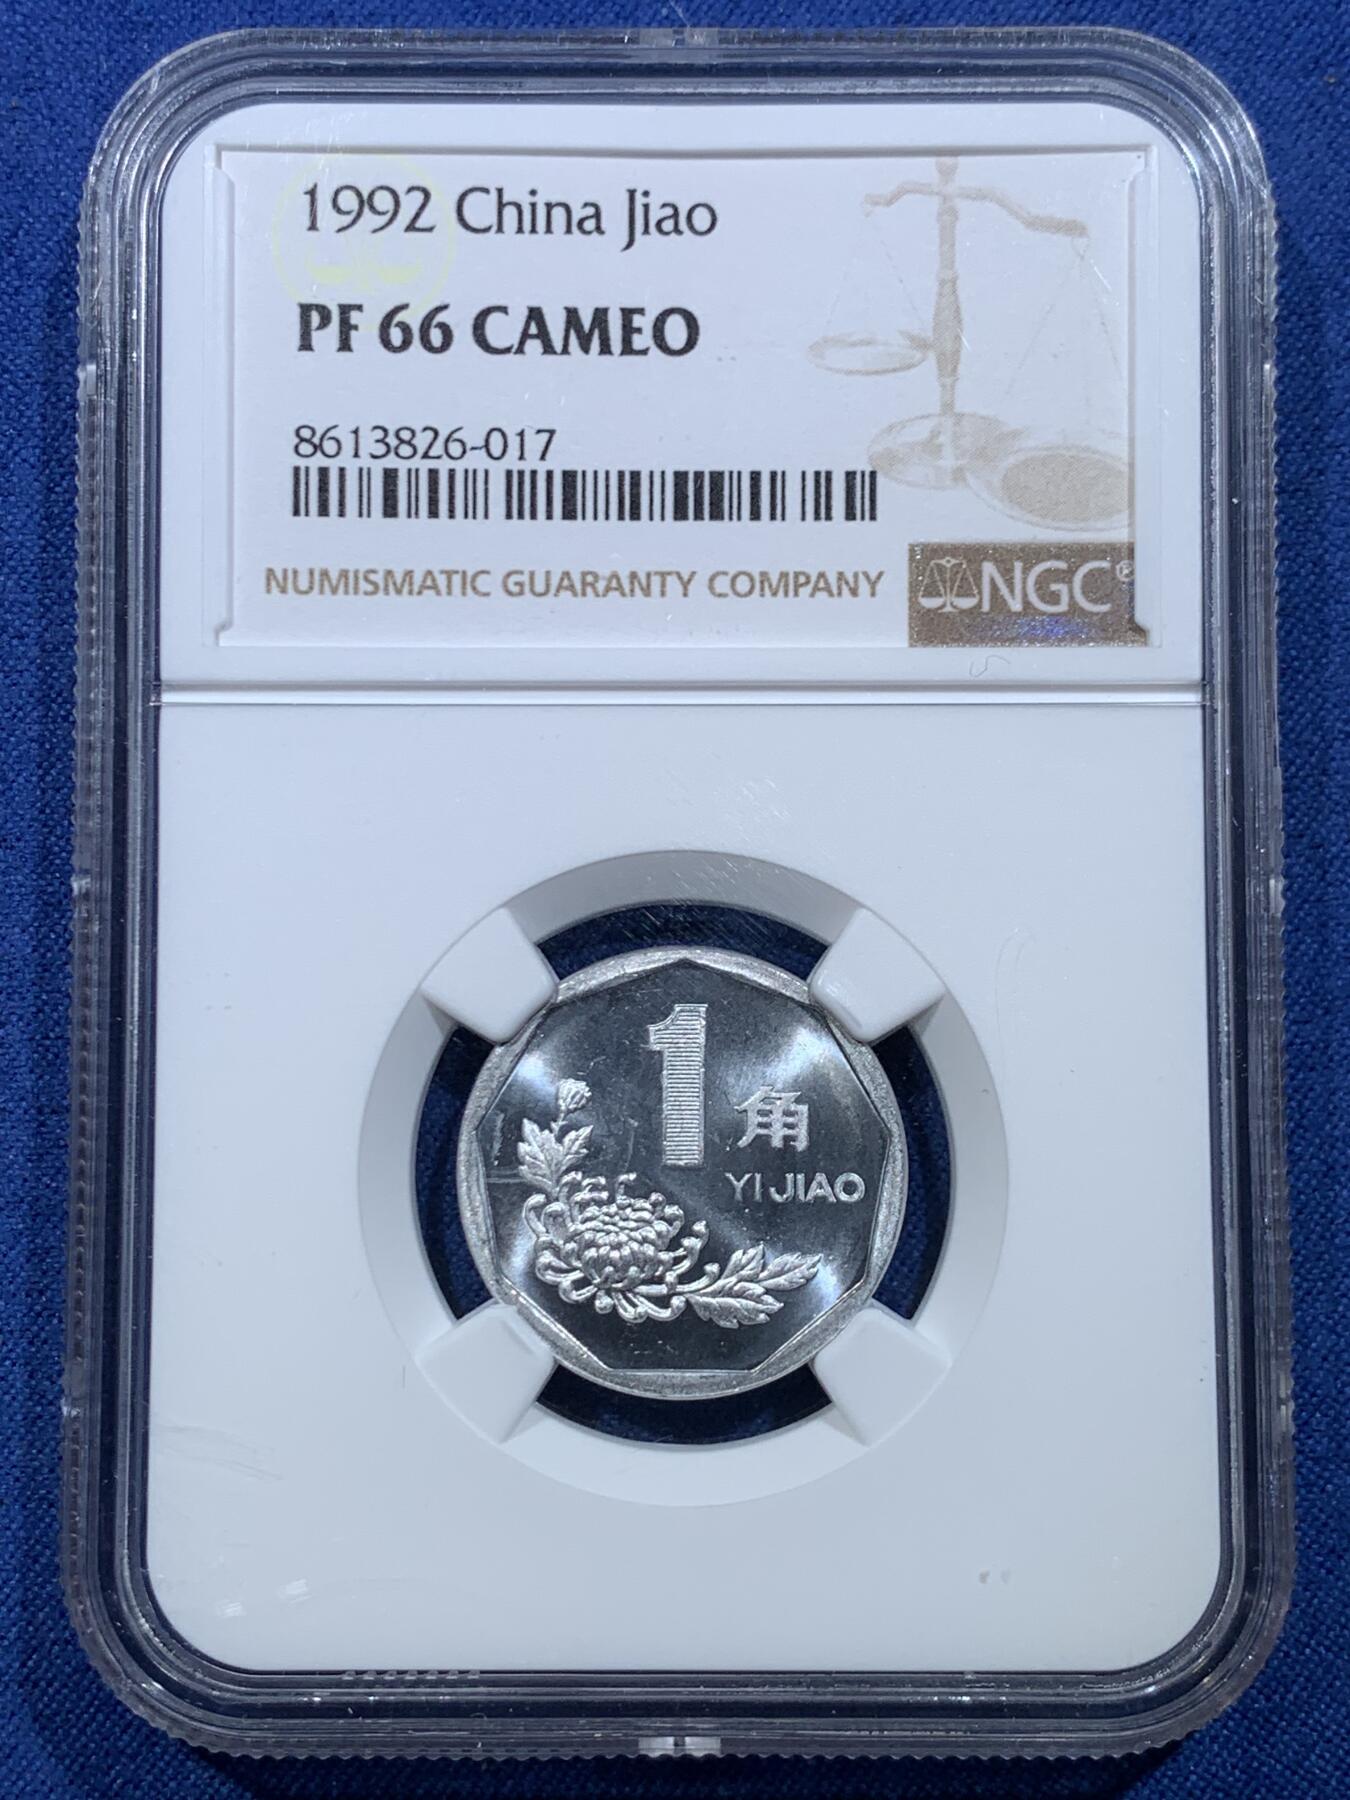 1992 China Jiao
PF 66 CAMEO
8613826-017
NUMISMATIC GUARANTY COMPANY
NGC®
1
角
YI JIAO